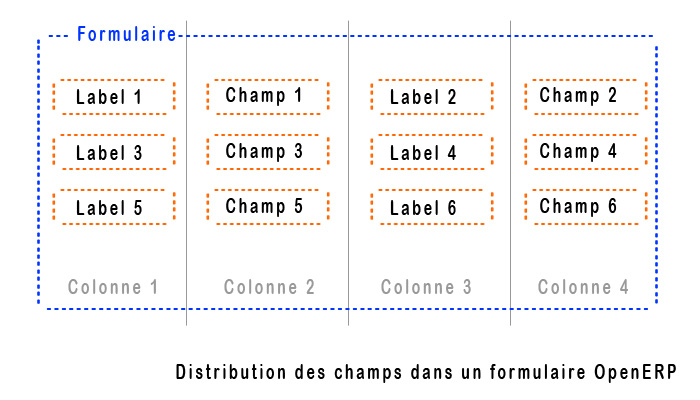 Formulaire
Label 1 Champ 1 Label 2 Champ 2
Label 3 Champ 3 Label 4 Champ 4
Label 5 Champ 5 Label 6 Champ 6
Colonne 1 Colonne 2 Colonne 3 Colonne 4
Distribution des champs dans un formulaire OpenERP